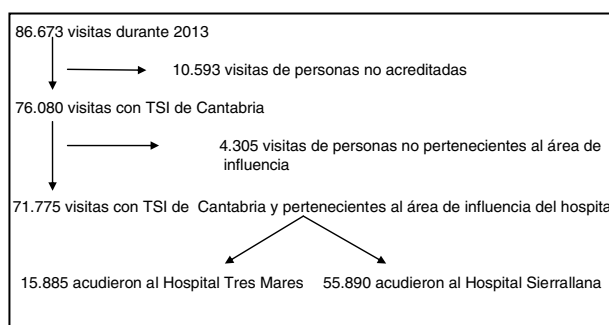 86.673 visitas durante 2013
10.593 visitas de personas no acreditadas
76.080 visitas con TSI de Cantabria
4.305 visitas de personas no pertenecientes al área de
influencia
71.775 visitas con TSI de Cantabria y pertenecientes al área de influencia del hospital
15.885 acudieron al Hospital Tres Mares 55.890 acudieron al Hospital Sierrallana